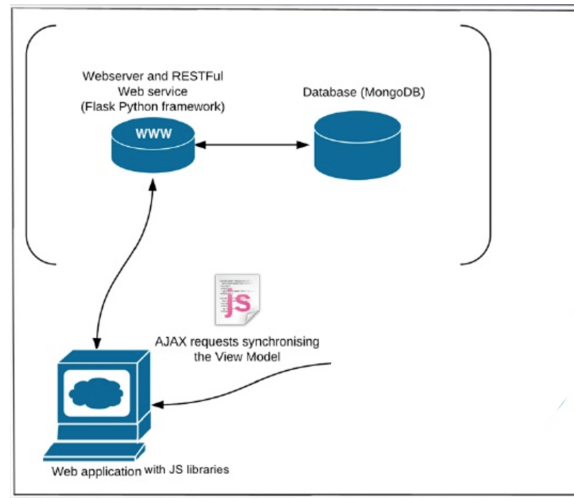 Webserver and RESTFul
Web service
(Flask Python framework)
Database (MongoDB)
WWW
js
AJAX requests synchronising
the View Model
Web application with JS libraries